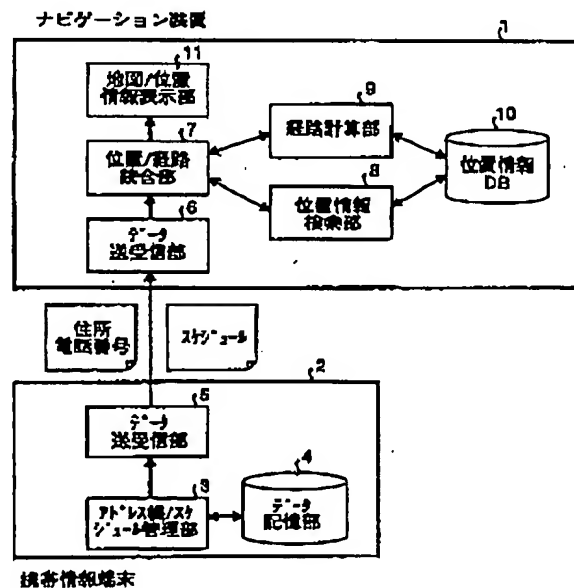 ナビゲーション装置
1
11
地図/位置
情報表示部
9
経路計算部
10
位置情報
DB
7
位置/経路
統合部
8
位置情報
検索部
6
データ
送受信部
住所
電話番号
スケジュール
2
5
データ
送受信部
4
データ
記憶部
3
アドレス帳/スケ
ジュール管理部
携帯情報端末